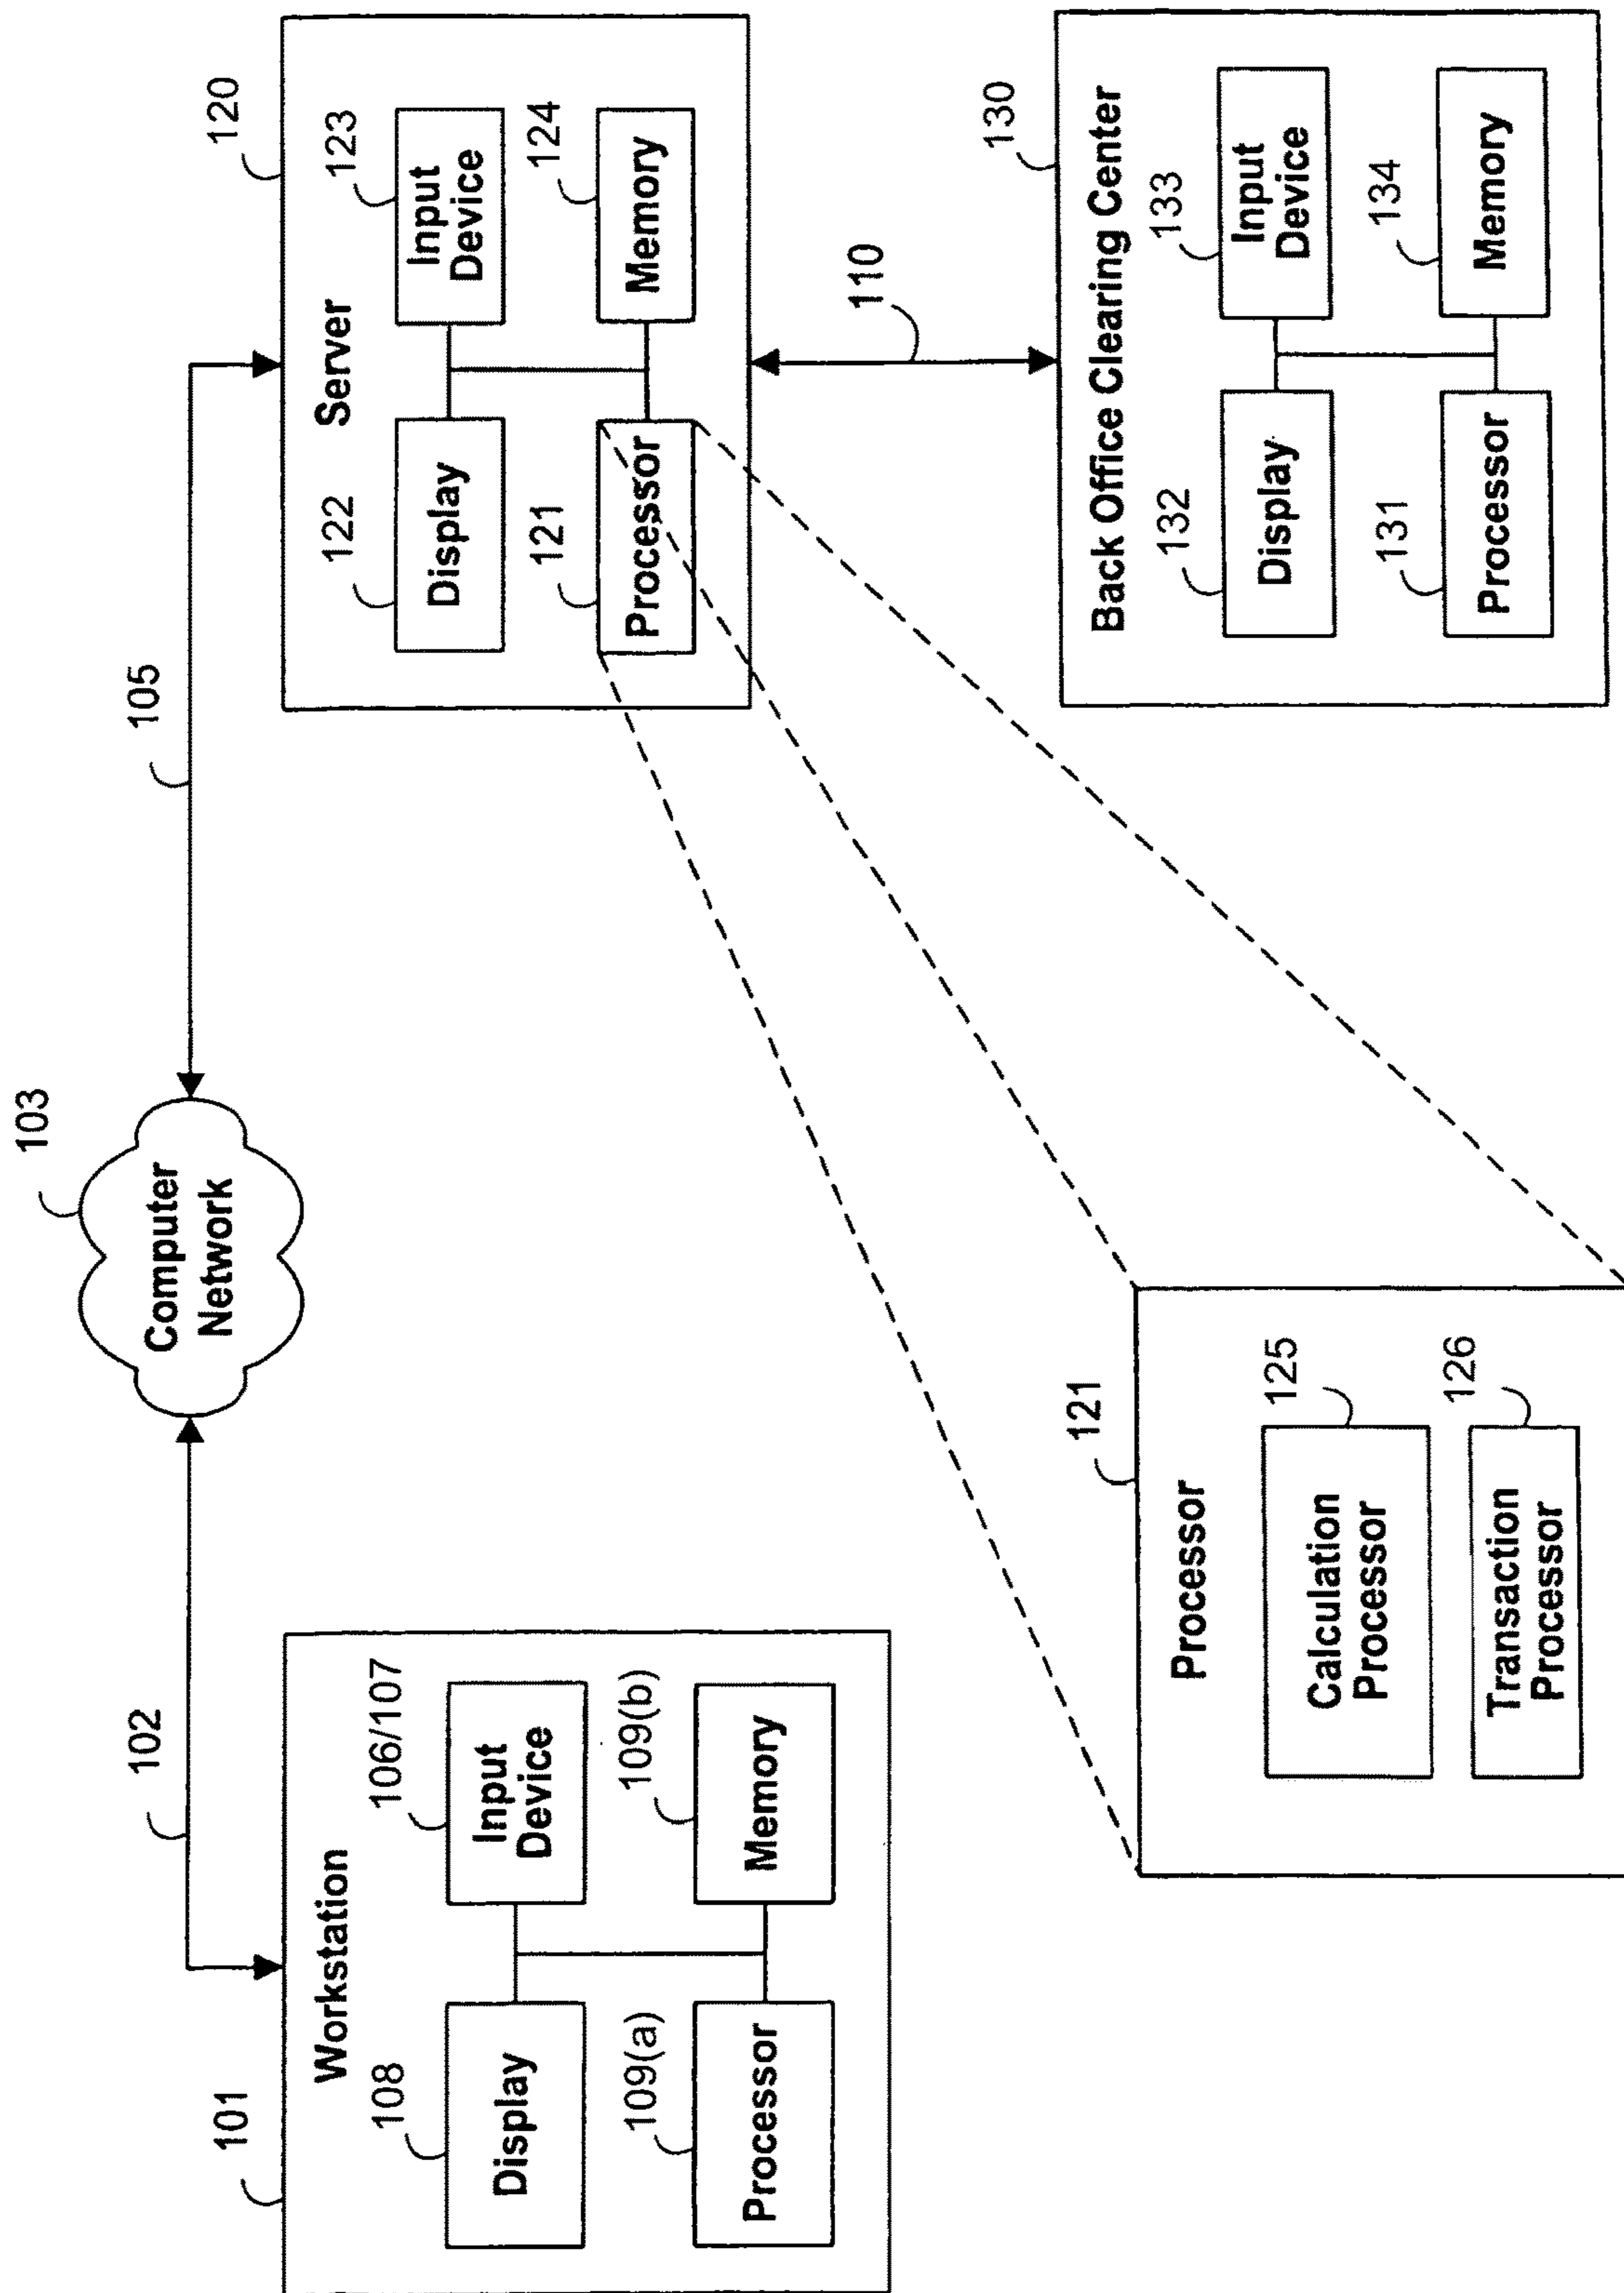 103
Computer
Network
102
105
101
Workstation
108
Display
106/107
Input
Device
109(a)
Processor
109(b)
Memory
120
Server
122
Display
123
Input
Device
121
Processor
124
Memory
110
121
Processor
125
Calculation
Processor
126
Transaction
Processor
130
Back Office Clearing Center
132
Display
133
Input
Device
131
Processor
134
Memory